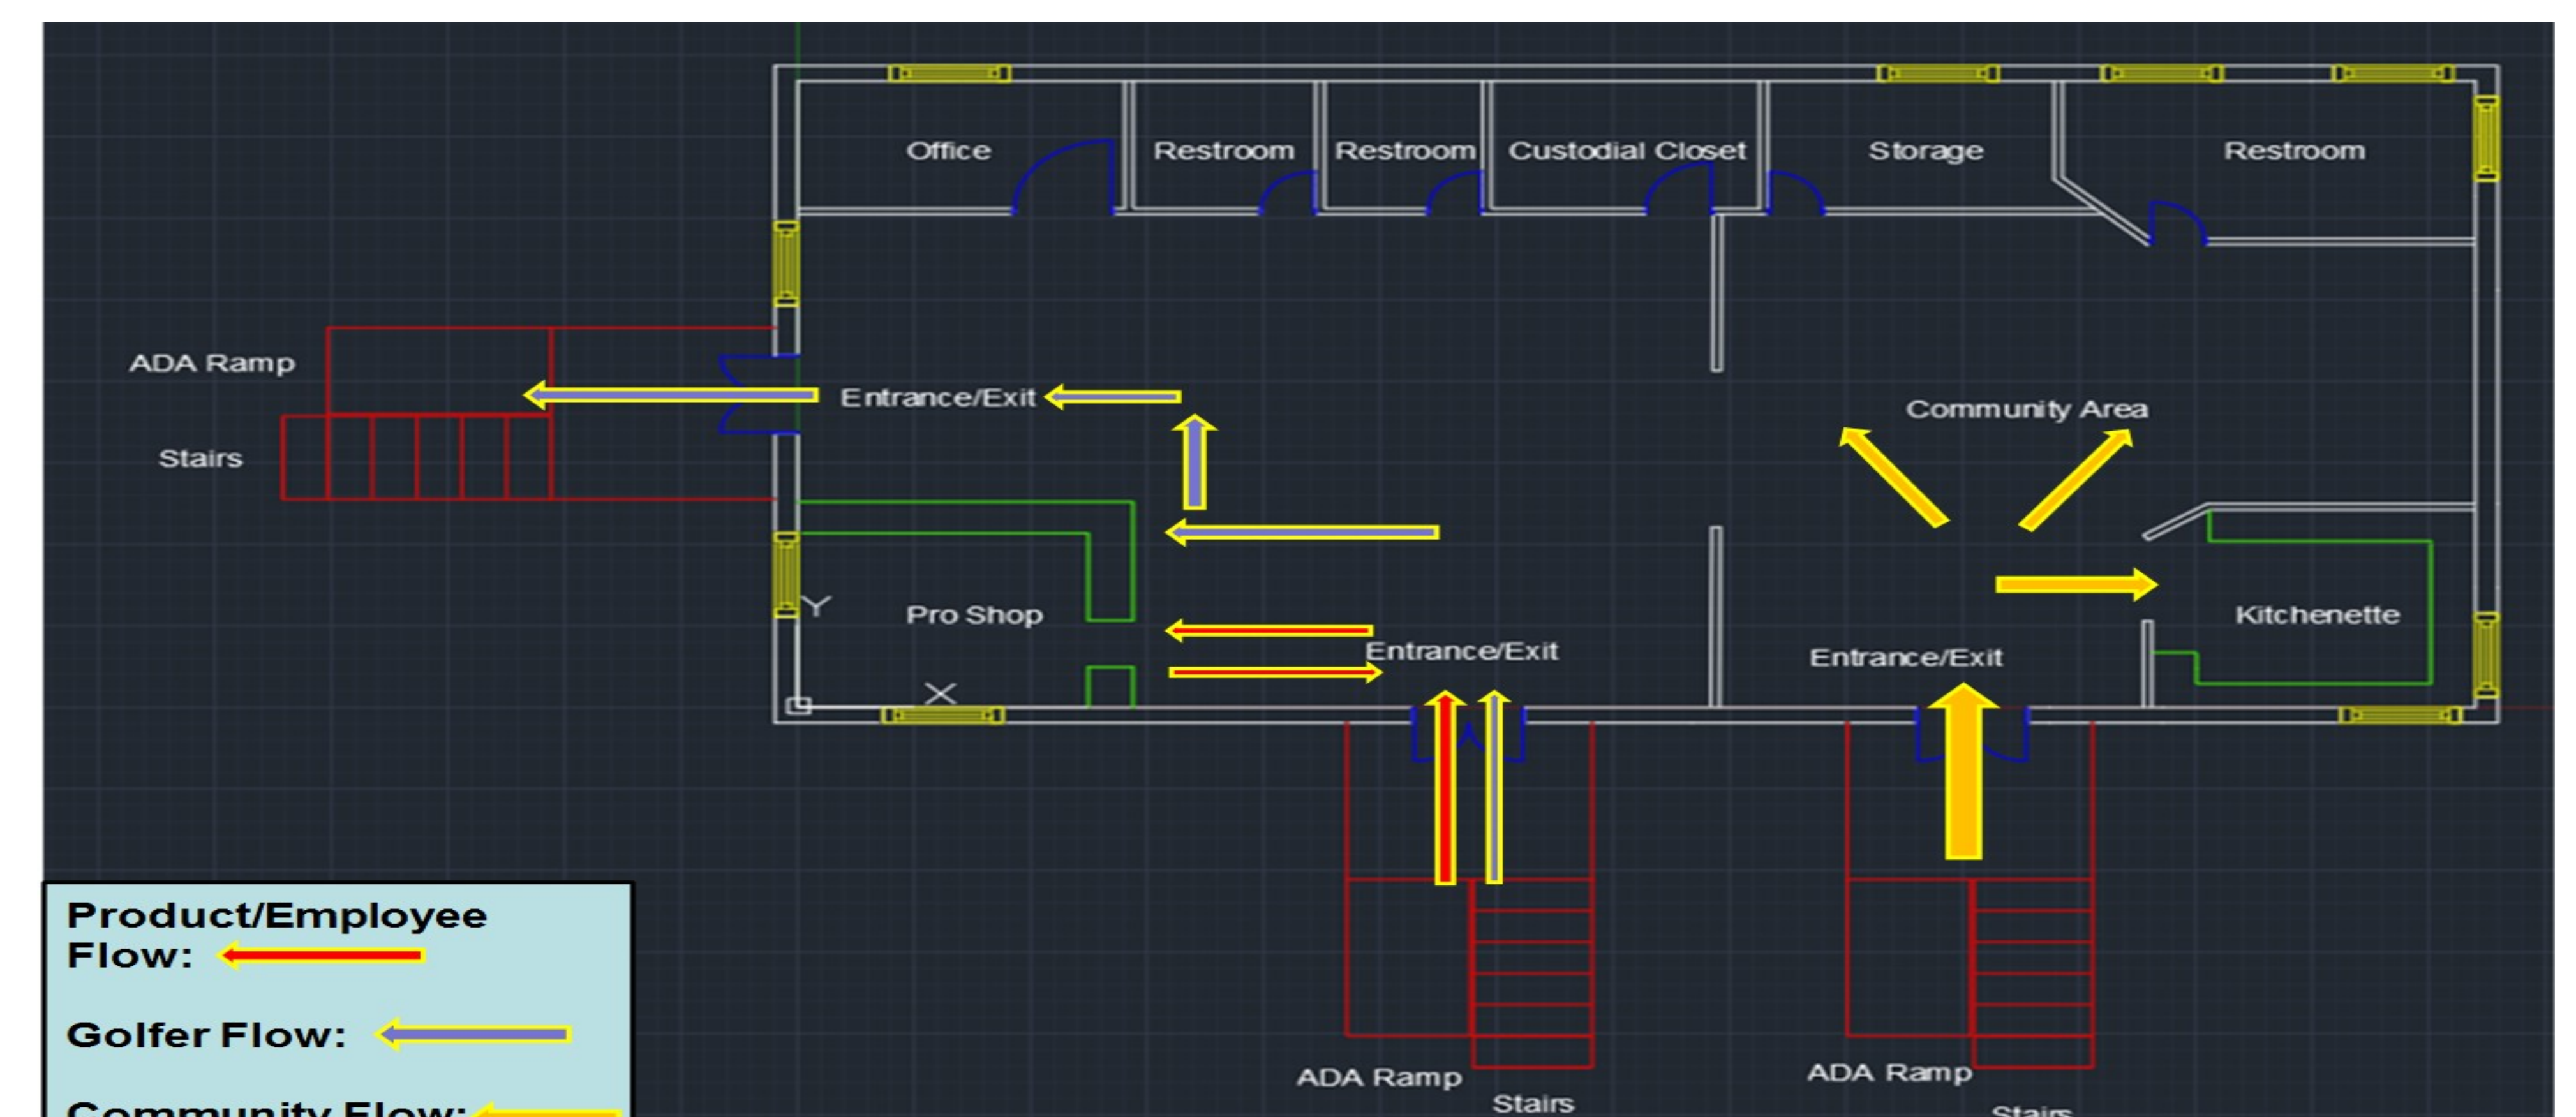 Office
Restroom
Restroom
Custodial Closet
Storage
Restroom
ADA Ramp
Entrance/Exit
Community Area
Stairs
Y
Pro Shop
Kitchenette
Entrance/Exit
Entrance/Exit
X
Product/Employee
Flow:
Golfer Flow:
Community Flow:
ADA Ramp
ADA Ramp
Stairs
Stairs